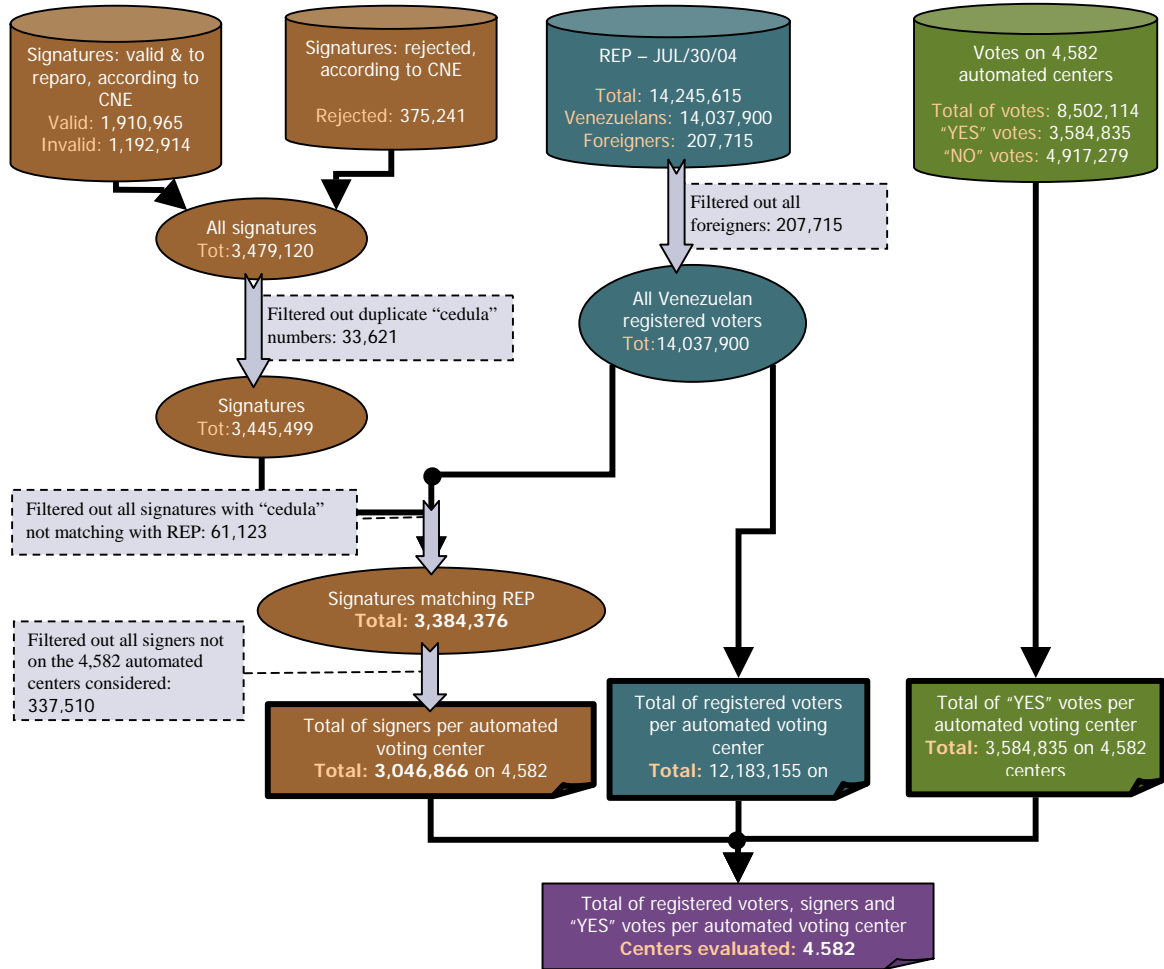 Signatures: valid & to
reparo, according to
CNE
Valid: 1,910,965
Invalid: 1,192,914
Signatures: rejected,
according to CNE
Rejected: 375,241
REP – JUL/30/04
Total: 14,245,615
Venezuelans: 14,037,900
Foreigners: 207,715
Votes on 4,582
automated centers
Total of votes: 8,502,114
“YES” votes: 3,584,835
“NO” votes: 4,917,279
All signatures
Tot:3,479,120
Filtered out all
foreigners: 207,715
Filtered out duplicate “cedula”
numbers: 33,621
All Venezuelan
registered voters
Tot:14,037,900
Signatures
Tot:3,445,499
Filtered out all signatures with “cedula”
not matching with REP: 61,123
Signatures matching REP
Total: 3,384,376
Filtered out all signers not
on the 4,582 automated
centers considered:
337,510
Total of signers per automated
voting center
Total: 3,046,866 on 4,582
Total of registered voters
per automated voting
center
Total: 12,183,155 on
Total of “YES” votes per
automated voting center
Total: 3,584,835 on 4,582
centers
Total of registered voters, signers and
“YES” votes per automated voting center
Centers evaluated: 4.582